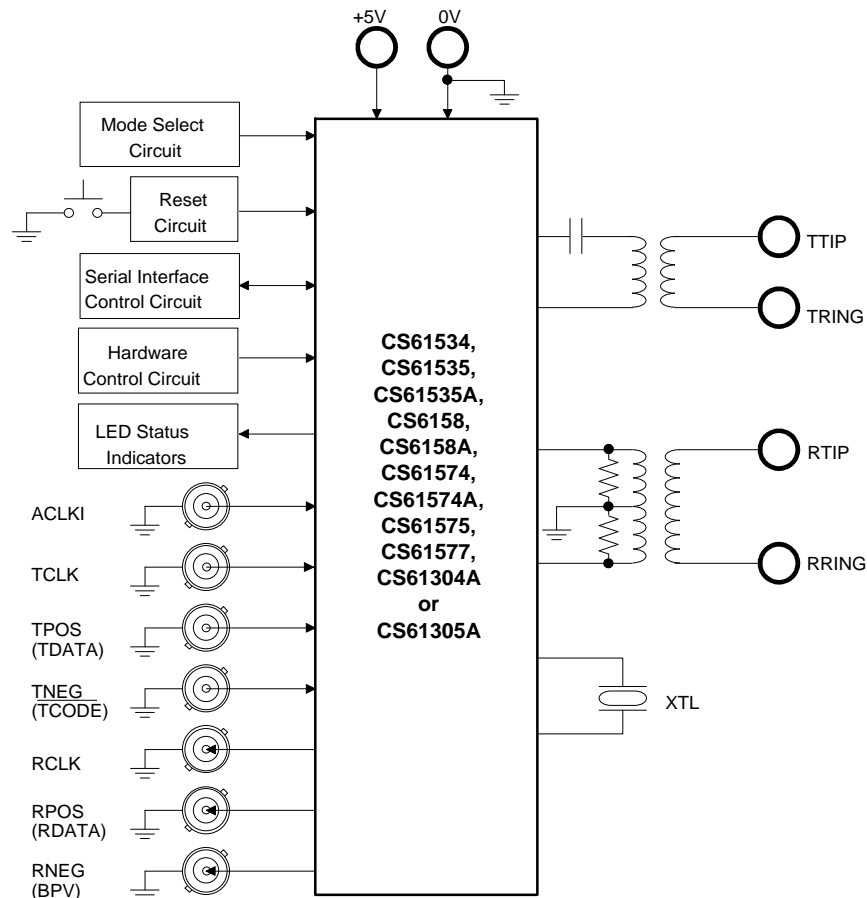 +5V
0V
Mode Select
Circuit
Reset
Circuit
Serial Interface
Control Circuit
Hardware
Control Circuit
LED Status
Indicators
ACLKI
TCLK
TPOS
(TDATA)
TNEG
(TCODE)
RCLK
RPOS
(RDATA)
RNEG
(BPV)
CS61534,
CS61535,
CS61535A,
CS6158,
CS6158A,
CS61574,
CS61574A,
CS61575,
CS61577,
CS61304A
or
CS61305A
TTIP
TRING
RTIP
RRING
XTL